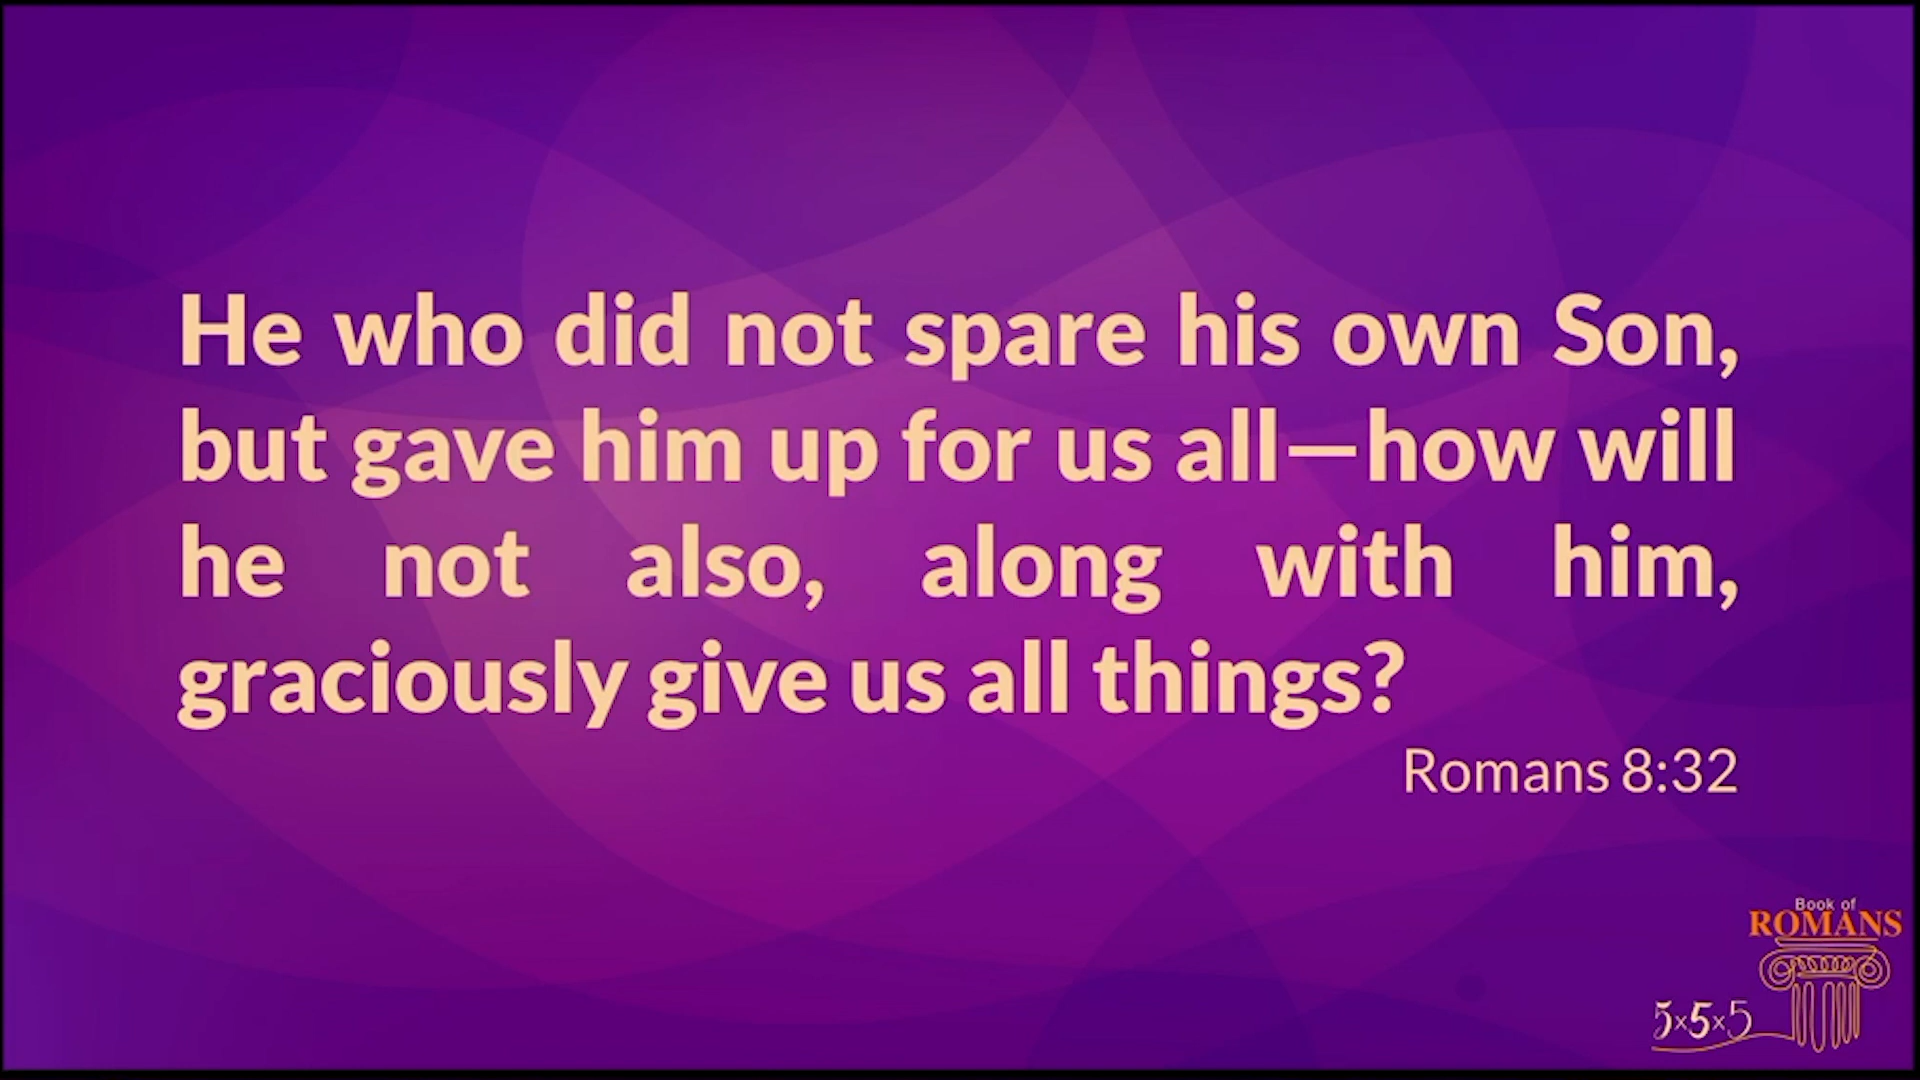 He who did not spare his own Son,
but gave him up for us all—how will
he not also, along with him,
graciously give us all things?
Romans 8:32
Book of
ROMANS
5×5×5